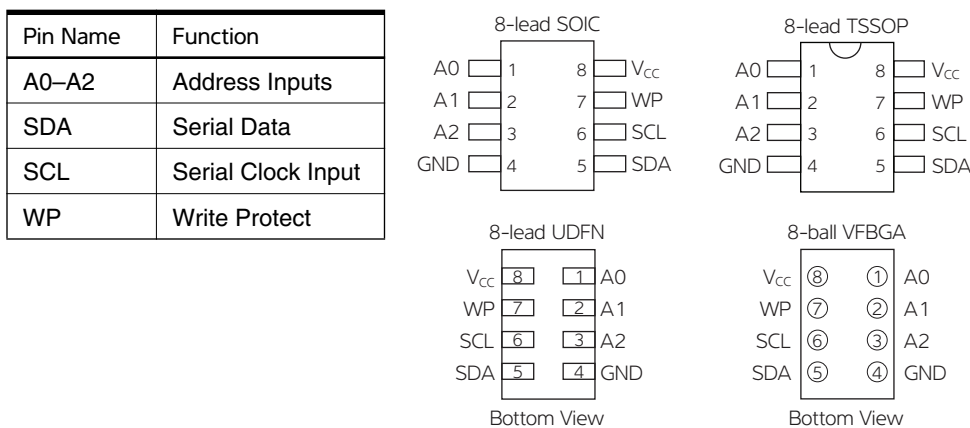 Pin Name Function
A0–A2 Address Inputs
SDA Serial Data
SCL Serial Clock Input
WP Write Protect
8-lead SOIC
A0 1 8 VCC
A1 2 7 WP
A2 3 6 SCL
GND 4 5 SDA
8-lead TSSOP
A0 1 8 VCC
A1 2 7 WP
A2 3 6 SCL
GND 4 5 SDA
8-lead UDFN
VCC 8 1 A0
WP 7 2 A1
SCL 6 3 A2
SDA 5 4 GND
Bottom View
8-ball VFBGA
VCC 8 1 A0
WP 7 2 A1
SCL 6 3 A2
SDA 5 4 GND
Bottom View